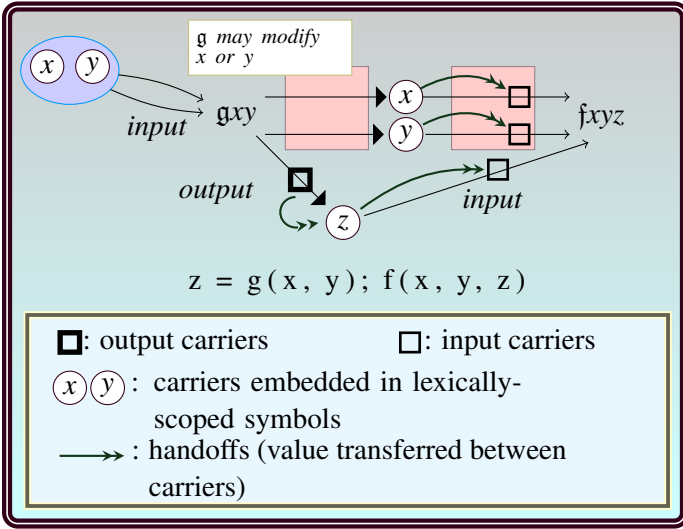 𝔤 may modify
x or y
x y
input
𝔤xy
x
y
𝔣xyz
output
input
z
z = g(x, y); f(x, y, z)
: output carriers
: input carriers
x y : carriers embedded in lexically-
scoped symbols
: handoffs (value transferred between
carriers)